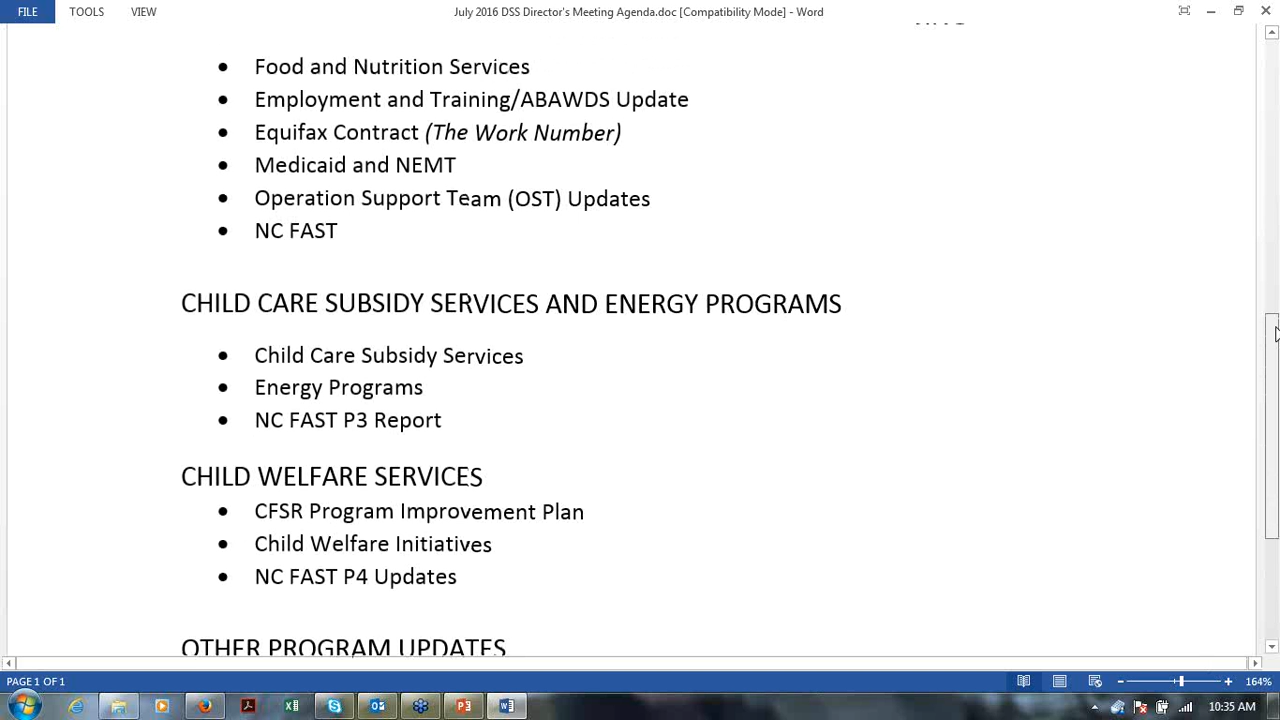 FILE TOOLS VIEW July 2016 DSS Director's Meeting Agenda.doc [Compatibility Mode] - Word
• Food and Nutrition Services
• Employment and Training/ABAWDS Update
• Equifax Contract (The Work Number)
• Medicaid and NEMT
• Operation Support Team (OST) Updates
• NC FAST
CHILD CARE SUBSIDY SERVICES AND ENERGY PROGRAMS
• Child Care Subsidy Services
• Energy Programs
• NC FAST P3 Report
CHILD WELFARE SERVICES
• CFSR Program Improvement Plan
• Child Welfare Initiatives
• NC FAST P4 Updates
OTHER PROGRAM UPDATES
PAGE 1 OF 1 164%
10:35 AM